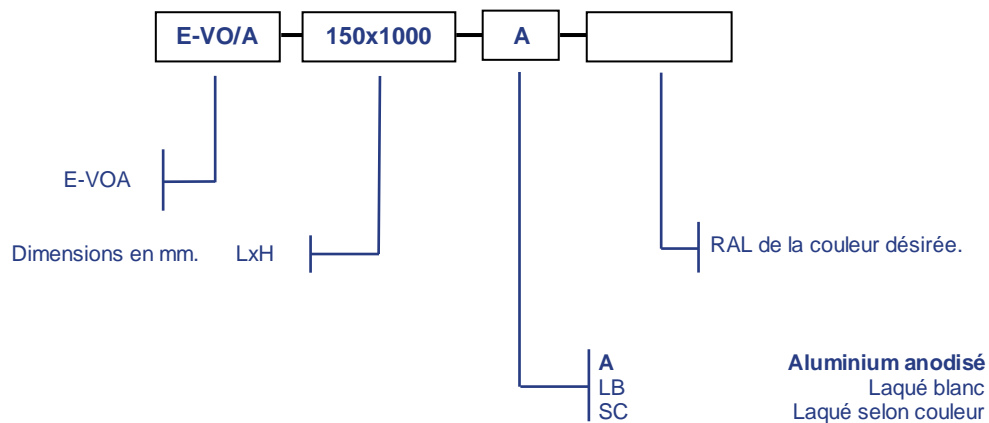 E-VO/A 150x1000 A
E-VOA
Dimensions en mm. LxH
RAL de la couleur désirée.
A Aluminium anodisé
LB Laqué blanc
SC Laqué selon couleur